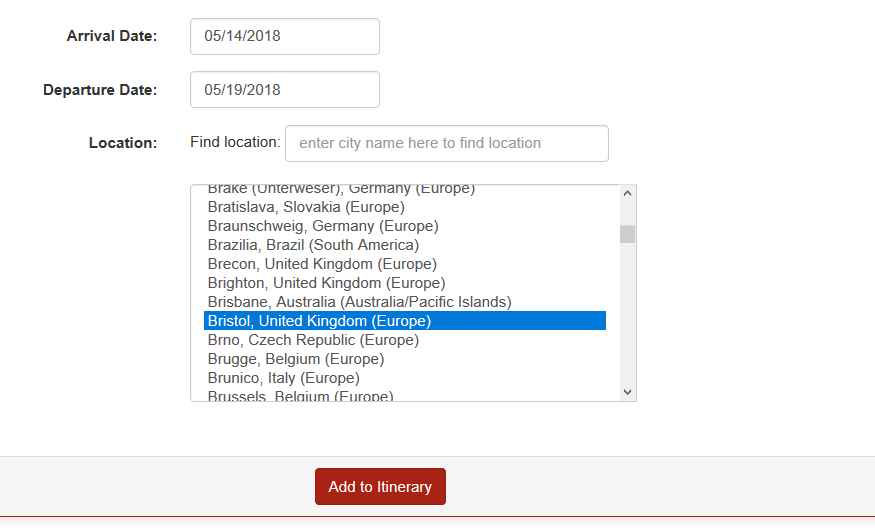 Arrival Date: 05/14/2018
Departure Date: 05/19/2018
Location: Find location: enter city name here to find location
Brake (Unterweser), Germany (Europe)
Bratislava, Slovakia (Europe)
Braunschweig, Germany (Europe)
Brazilia, Brazil (South America)
Brecon, United Kingdom (Europe)
Brighton, United Kingdom (Europe)
Brisbane, Australia (Australia/Pacific Islands)
Bristol, United Kingdom (Europe)
Brno, Czech Republic (Europe)
Brugge, Belgium (Europe)
Brunico, Italy (Europe)
Brussels, Belgium (Europe)
Add to Itinerary